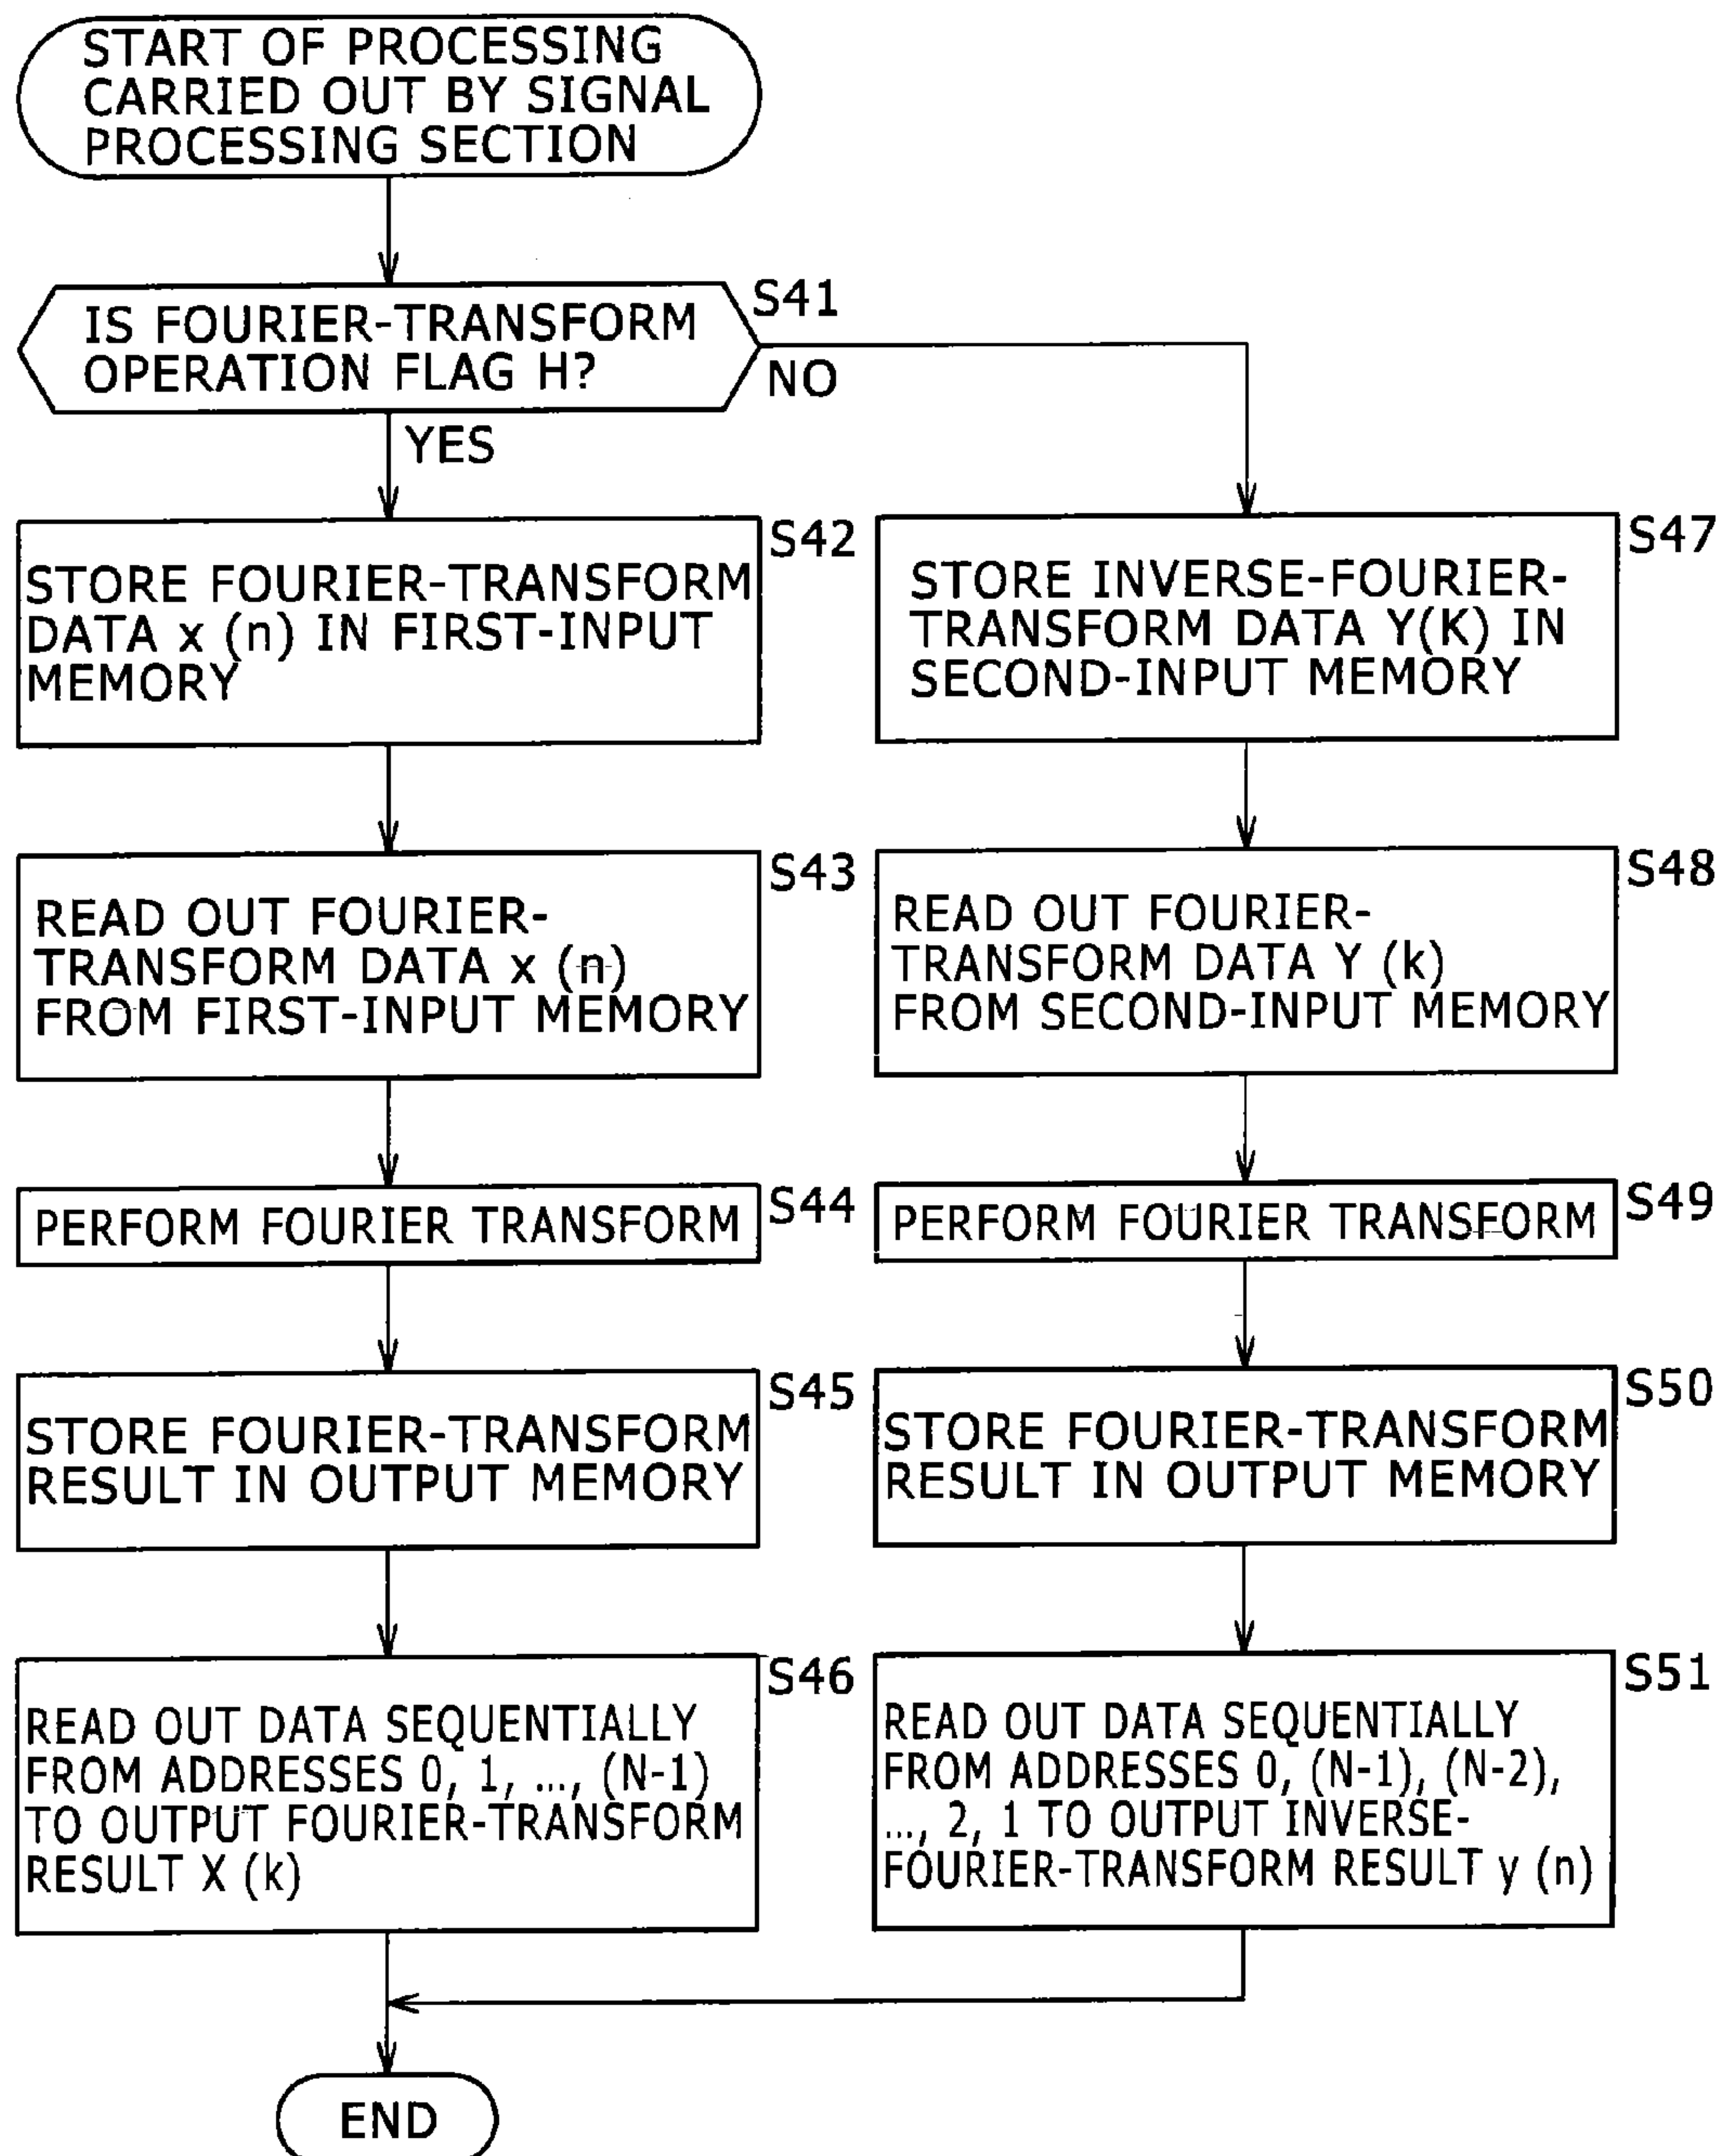 START OF PROCESSING
CARRIED OUT BY SIGNAL
PROCESSING SECTION
S41
IS FOURIER-TRANSFORM
OPERATION FLAG H?
NO
YES
S42
STORE FOURIER-TRANSFORM
DATA x (n) IN FIRST-INPUT
MEMORY
S43
READ OUT FOURIER-
TRANSFORM DATA x (n)
FROM FIRST-INPUT MEMORY
S44
PERFORM FOURIER TRANSFORM
S45
STORE FOURIER-TRANSFORM
RESULT IN OUTPUT MEMORY
S46
READ OUT DATA SEQUENTIALLY
FROM ADDRESSES 0, 1, ..., (N-1)
TO OUTPUT FOURIER-TRANSFORM
RESULT X (k)
S47
STORE INVERSE-FOURIER-
TRANSFORM DATA Y(K) IN
SECOND-INPUT MEMORY
S48
READ OUT FOURIER-
TRANSFORM DATA Y (k)
FROM SECOND-INPUT MEMORY
S49
PERFORM FOURIER TRANSFORM
S50
STORE FOURIER-TRANSFORM
RESULT IN OUTPUT MEMORY
S51
READ OUT DATA SEQUENTIALLY
FROM ADDRESSES 0, (N-1), (N-2),
..., 2, 1 TO OUTPUT INVERSE-
FOURIER-TRANSFORM RESULT y (n)
END